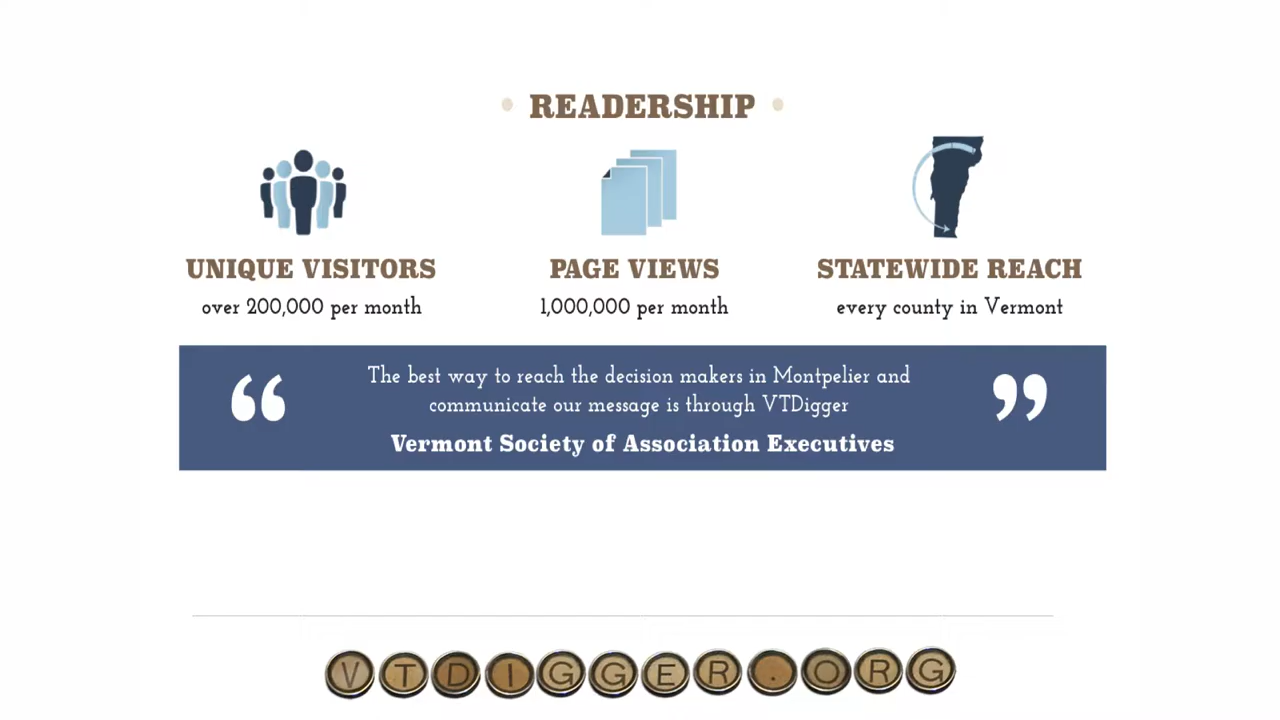 READERSHIP
UNIQUE VISITORS
over 200,000 per month
PAGE VIEWS
1,000,000 per month
STATEWIDE REACH
every county in Vermont
“ The best way to reach the decision makers in Montpelier and
communicate our message is through VTDigger ”
Vermont Society of Association Executives
VTDIGGER.ORG